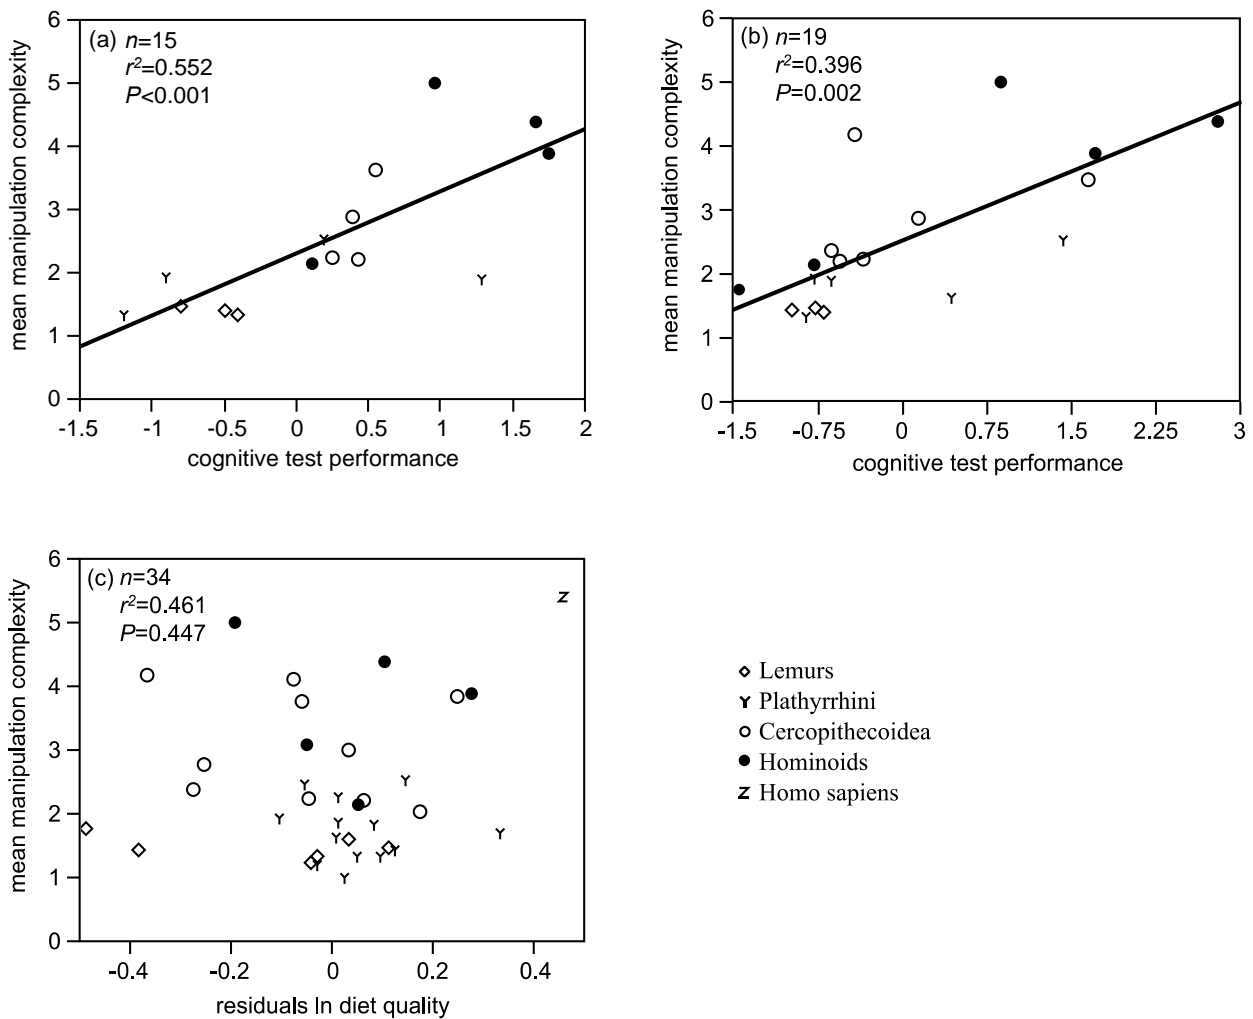 (a) n=15
r²=0.552
P<0.001
mean manipulation complexity
6
5
4
3
2
1
0
-1.5 -1 -0.5 0 0.5 1 1.5 2
cognitive test performance
(b) n=19
r²=0.396
P=0.002
mean manipulation complexity
6
5
4
3
2
1
0
-1.5 -0.75 0 0.75 1.5 2.25 3
cognitive test performance
(c) n=34
r²=0.461
P=0.447
mean manipulation complexity
6
5
4
3
2
1
0
-0.4 -0.2 0 0.2 0.4
residuals ln diet quality
Lemurs
Plathyrrhini
Cercopithecoidea
Hominoids
z Homo sapiens